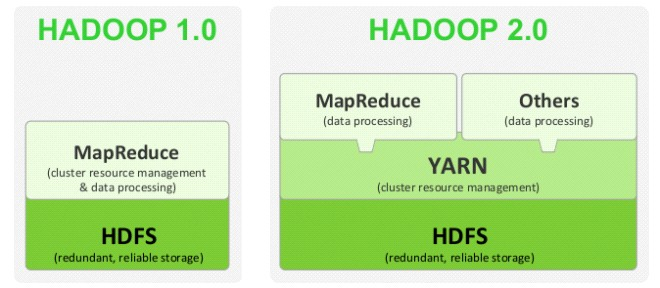 HADOOP 1.0
MapReduce
(cluster resource management
& data processing)
HDFS
(redundant, reliable storage)
HADOOP 2.0
MapReduce
(data processing)
Others
(data processing)
YARN
(cluster resource management)
HDFS
(redundant, reliable storage)